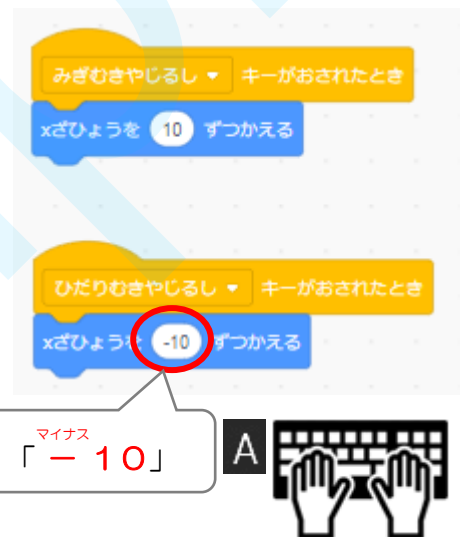 みぎむきやじるし キーがおされたとき
xざひょうを 10 ずつかえる
ひだりむきやじるし キーがおされたとき
xざひょうを -10 ずつかえる
マイナス
「－１０」
A